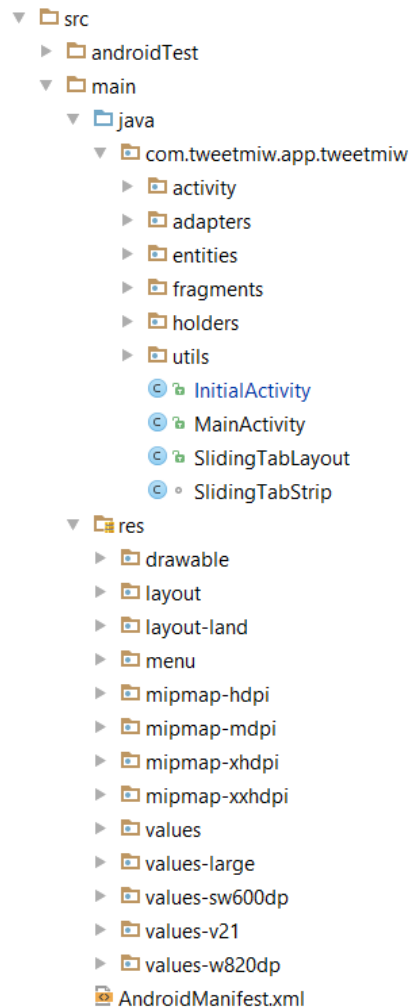 src
androidTest
main
java
com.tweetmiw.app.tweetmiw
activity
adapters
entities
fragments
holders
utils
InitialActivity
MainActivity
SlidingTabLayout
SlidingTabStrip
res
drawable
layout
layout-land
menu
mipmap-hdpi
mipmap-mdpi
mipmap-xhdpi
mipmap-xxhdpi
values
values-large
values-sw600dp
values-v21
values-w820dp
AndroidManifest.xml